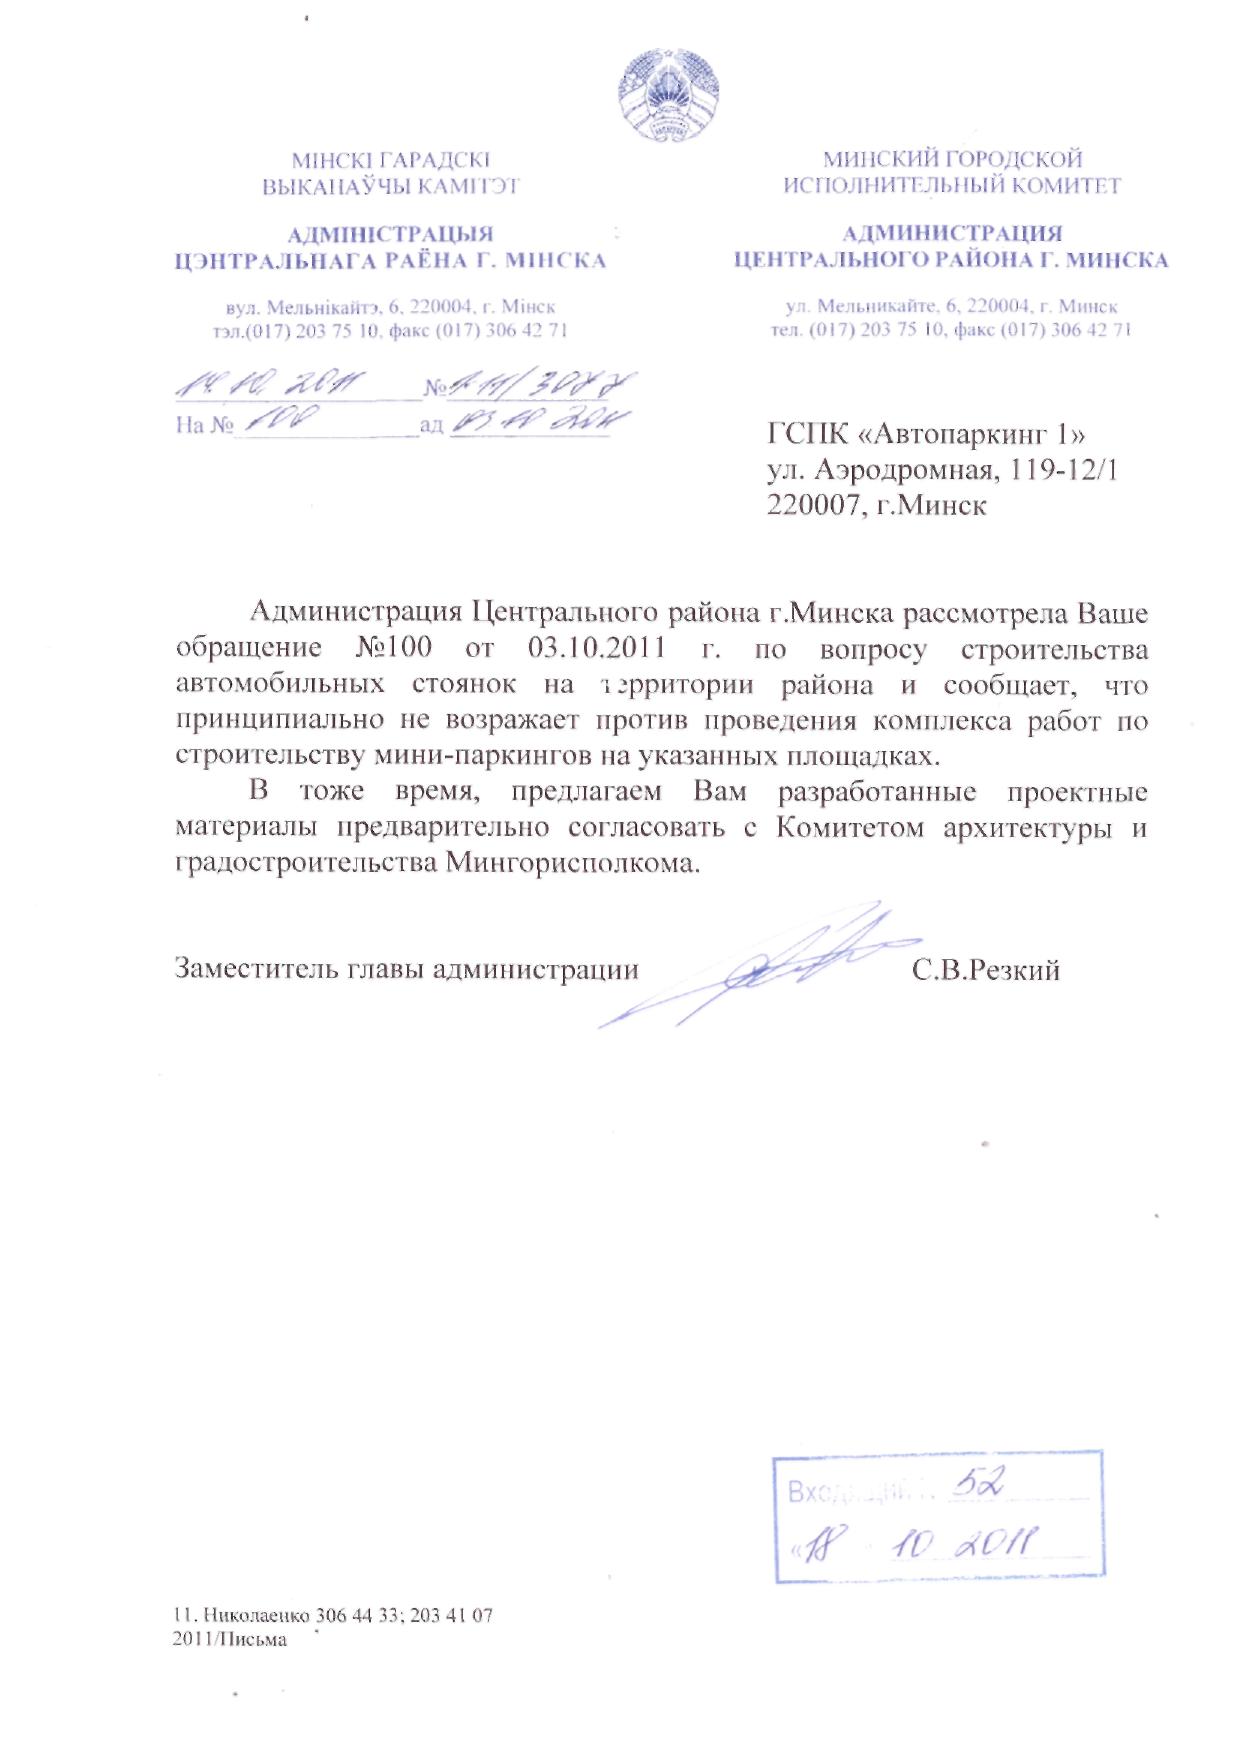 МІНСКІ ГАРАДСКІ
ВЫКАНАЎЧЫ КАМІТЭТ
АДМІНІСТРАЦЫЯ
ЦЭНТРАЛЬНАГА РАЁНА Г. МІНСКА
вул. Мельнікайтэ, 6, 220004, г. Мінск
тэл.(017) 203 75 10, факс (017) 306 42 71
МИНСКИЙ ГОРОДСКОЙ
ИСПОЛНИТЕЛЬНЫЙ КОМИТЕТ
АДМИНИСТРАЦИЯ
ЦЕНТРАЛЬНОГО РАЙОНА Г. МИНСКА
ул. Мельникайте, 6, 220004, г. Минск
тел. (017) 203 75 10, факс (017) 306 42 71
14.10.2011 №
На № 100 ад 03 10 2011
ГСПК «Автопаркинг 1»
ул. Аэродромная, 119-12/1
220007, г.Минск
Администрация Центрального района г.Минска рассмотрела Ваше
обращение №100 от 03.10.2011 г. по вопросу строительства
автомобильных стоянок на территории района и сообщает, что
принципиально не возражает против проведения комплекса работ по
строительству мини-паркингов на указанных площадках.
В тоже время, предлагаем Вам разработанные проектные
материалы предварительно согласовать с Комитетом архитектуры и
градостроительства Мингорисполкома.
Заместитель главы администрации С.В.Резкий
Входящий 52
«18 10 2011
11. Николаенко 306 44 33; 203 41 07
2011/Письма